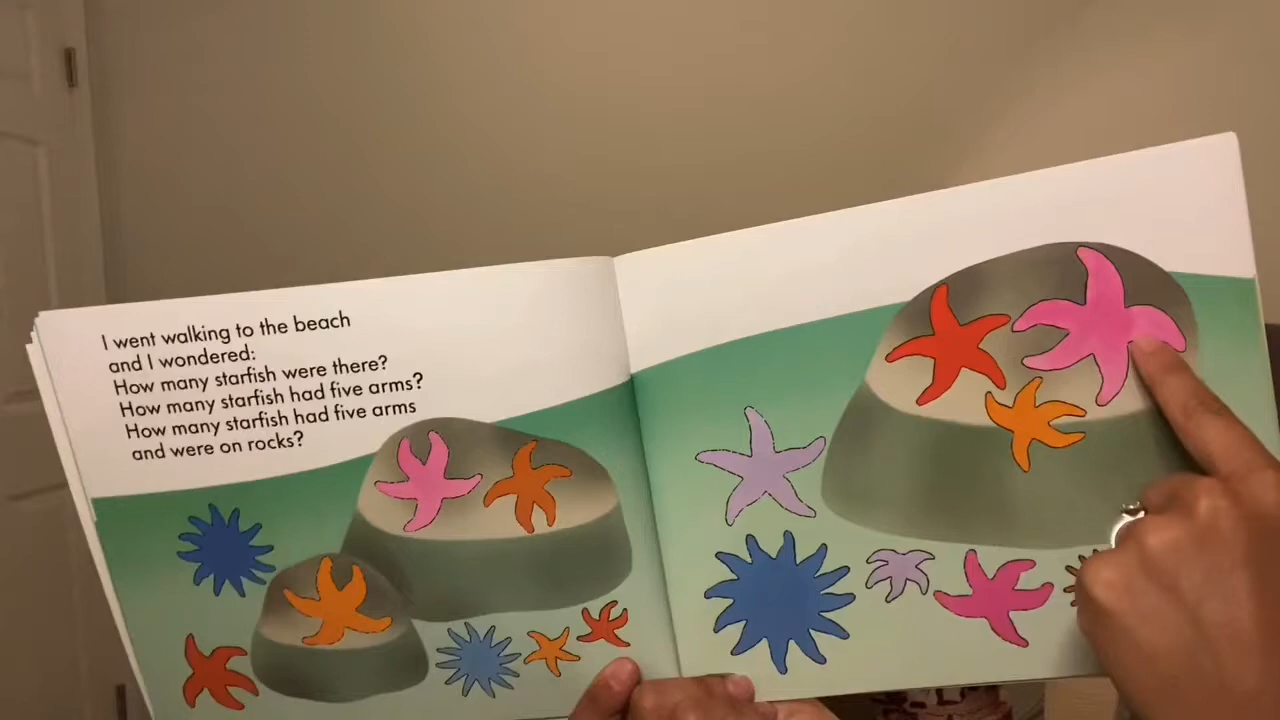 I went walking to the beach
and I wondered:
How many starfish were there?
How many starfish had five arms?
How many starfish had five arms
and were on rocks?